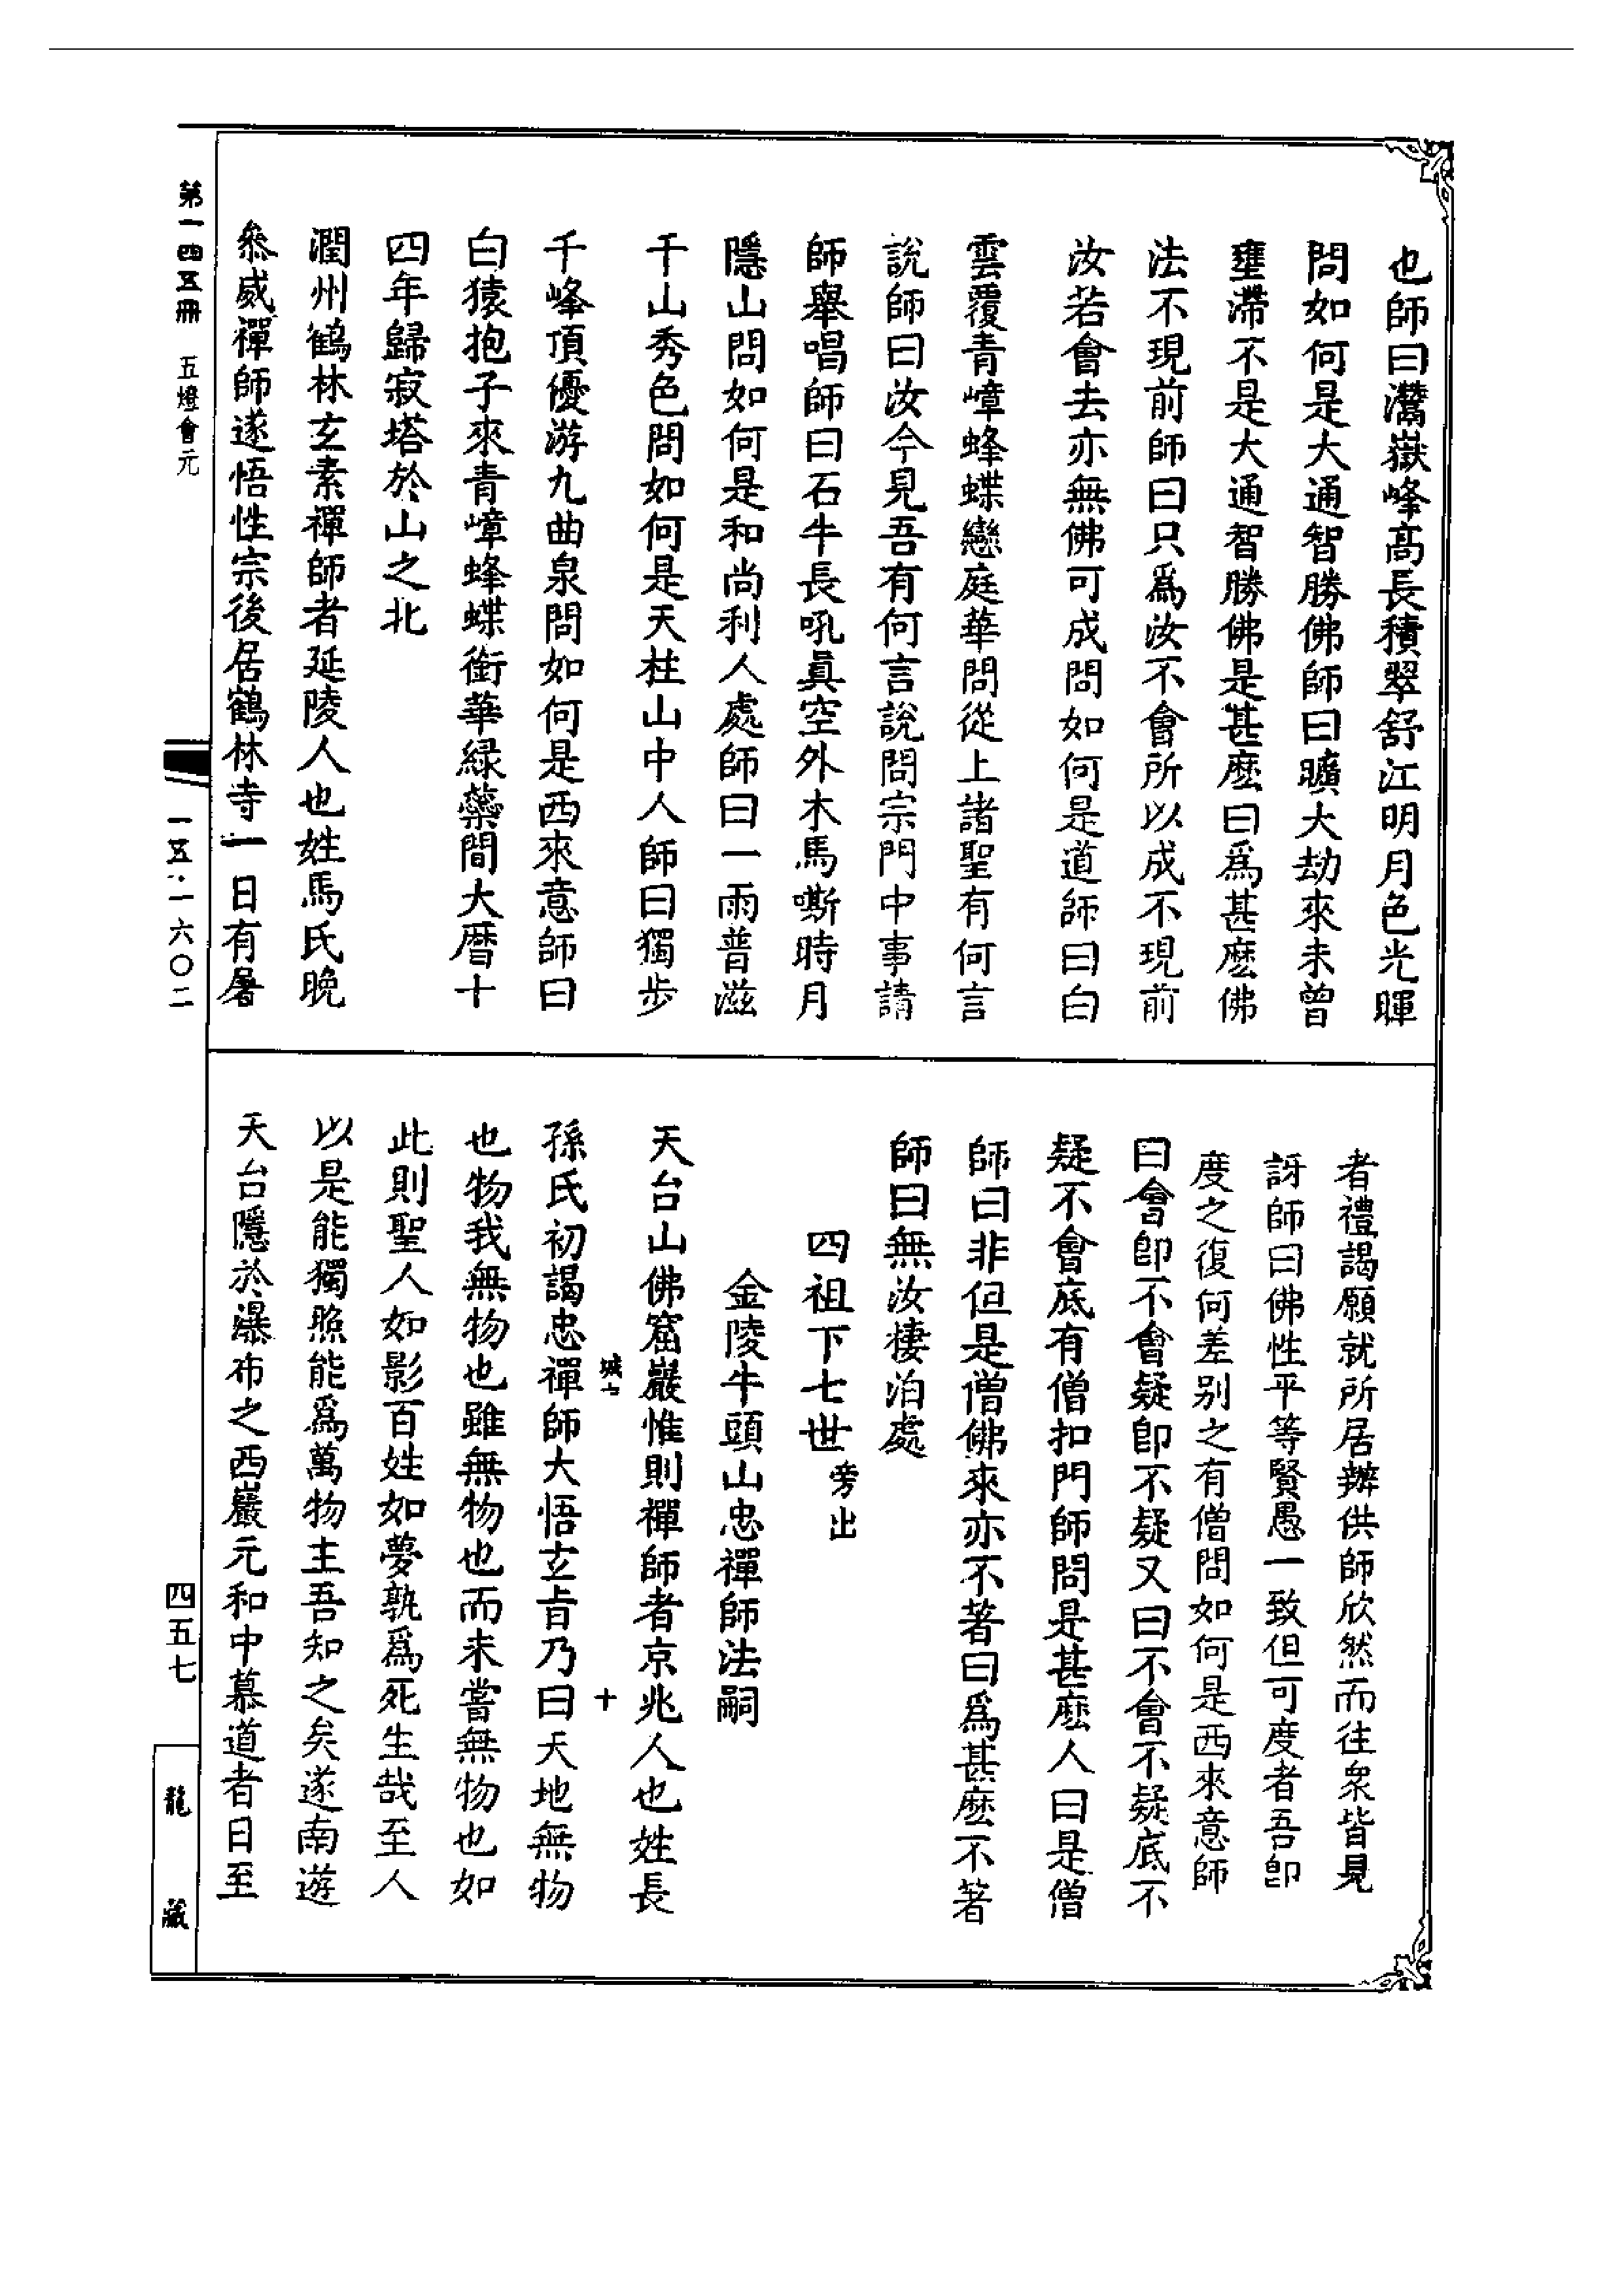 也師曰灊嶽峰高長積翠舒江明月色光暉
問如何是大通智勝佛師曰曠大劫來未曾
壅滯不是大通智勝佛是甚麽曰爲甚麽佛
法不現前師曰只爲汝不會所以成不現前
汝若會去亦無佛可成問如何是道師曰白
雲覆青嶂蜂蝶戀庭華問從上諸聖有何言
說師曰汝今見吾有何言說問宗門中事請
師舉唱師曰石牛長吼眞空外木馬嘶時月
隱山問如何是和尚利人處師曰一雨普滋
千山秀色問如何是天柱山中人師曰獨步
千峰頂優游九曲泉問如何是西來意師曰
白猿抱子來青嶂蜂蝶銜華綠蘂間大曆十
四年歸寂塔於山之北
潤州鶴林玄素禪師者延陵人也姓馬氏晚
叅威禪師遂悟性宗後居鶴林寺一日有屠
者禮謁願就所居辦供師欣然而往衆皆見
訝師曰佛性平等賢愚一致但可度者吾卽
度之復何差别之有僧問如何是西來意師
曰會卽不會疑卽不疑又曰不會不疑底不
疑不會底有僧扣門師問是甚麽人曰是僧
師曰非但是僧佛來亦不著曰爲甚麽不著
師曰無汝棲泊處
四祖下七世旁出
金陵牛頭山忠禪師法嗣
天台山佛窟巖惟則禪師者京兆人也姓長
孫氏初謁忠禪師大悟玄旨乃曰天地無物
也物我無物也雖無物也而未嘗無物也如
此則聖人如影百姓如夢孰爲死生哉至人
以是能獨照能爲萬物主吾知之矣遂南遊
天台隱於瀑布之西巖元和中慕道者日至
十
第一四五冊 五燈會元
一五·一六〇二
四五七
龍藏